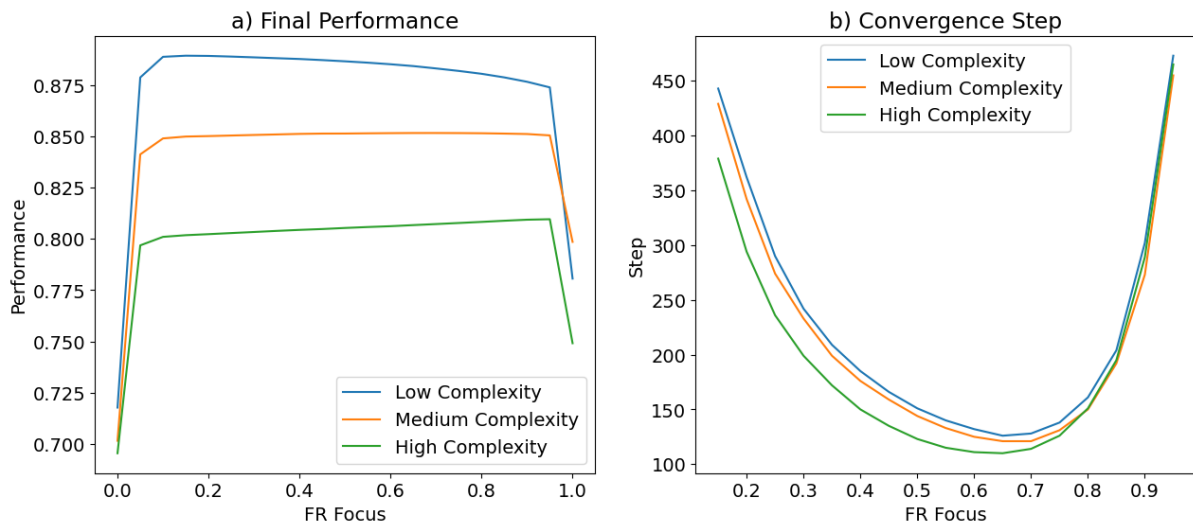 a) Final Performance
Performance
0.875
0.850
0.825
0.800
0.775
0.750
0.725
0.700
0.0 0.2 0.4 0.6 0.8 1.0
FR Focus
Low Complexity
Medium Complexity
High Complexity
b) Convergence Step
Step
450
400
350
300
250
200
150
100
0.2 0.3 0.4 0.5 0.6 0.7 0.8 0.9
FR Focus
Low Complexity
Medium Complexity
High Complexity